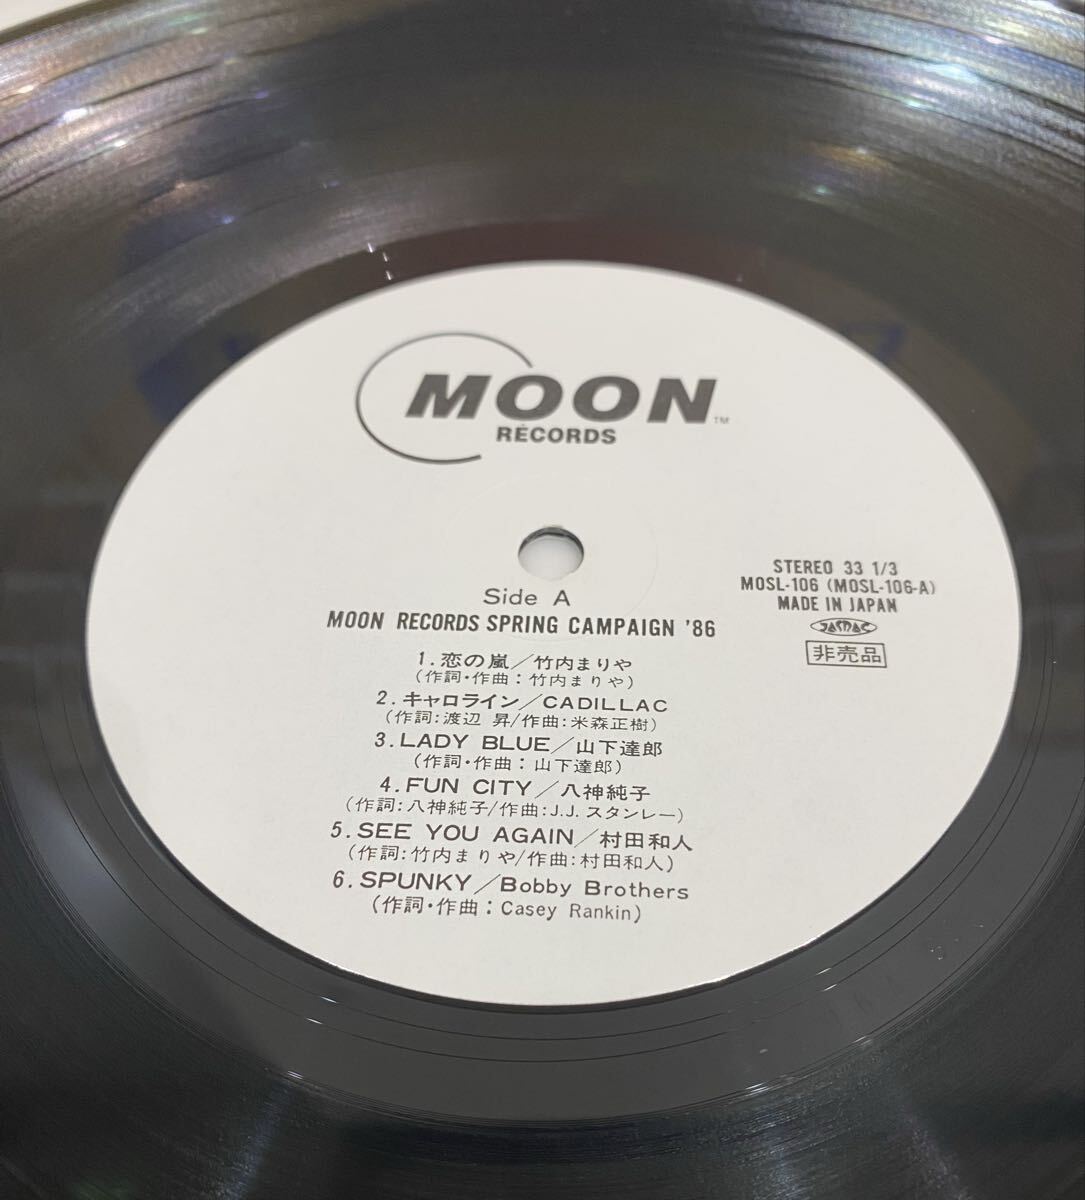 MOON TM
RECORDS
STEREO 33 1/3
MOSL-106 (MOSL-106-A)
MADE IN JAPAN
JASRAC
非売品
Side A
MOON RECORDS SPRING CAMPAIGN '86
1. 恋の嵐／竹内まりや
(作詞・作曲：竹内まりや)
2. キャロライン／CADILLAC
(作詞：渡辺 昇/作曲：米森正樹)
3. LADY BLUE／山下達郎
(作詞・作曲：山下達郎)
4. FUN CITY／八神純子
(作詞：八神純子/作曲：J.J.スタンレー)
5. SEE YOU AGAIN／村田和人
(作詞：竹内まりや/作曲：村田和人)
6. SPUNKY／Bobby Brothers
(作詞・作曲：Casey Rankin)